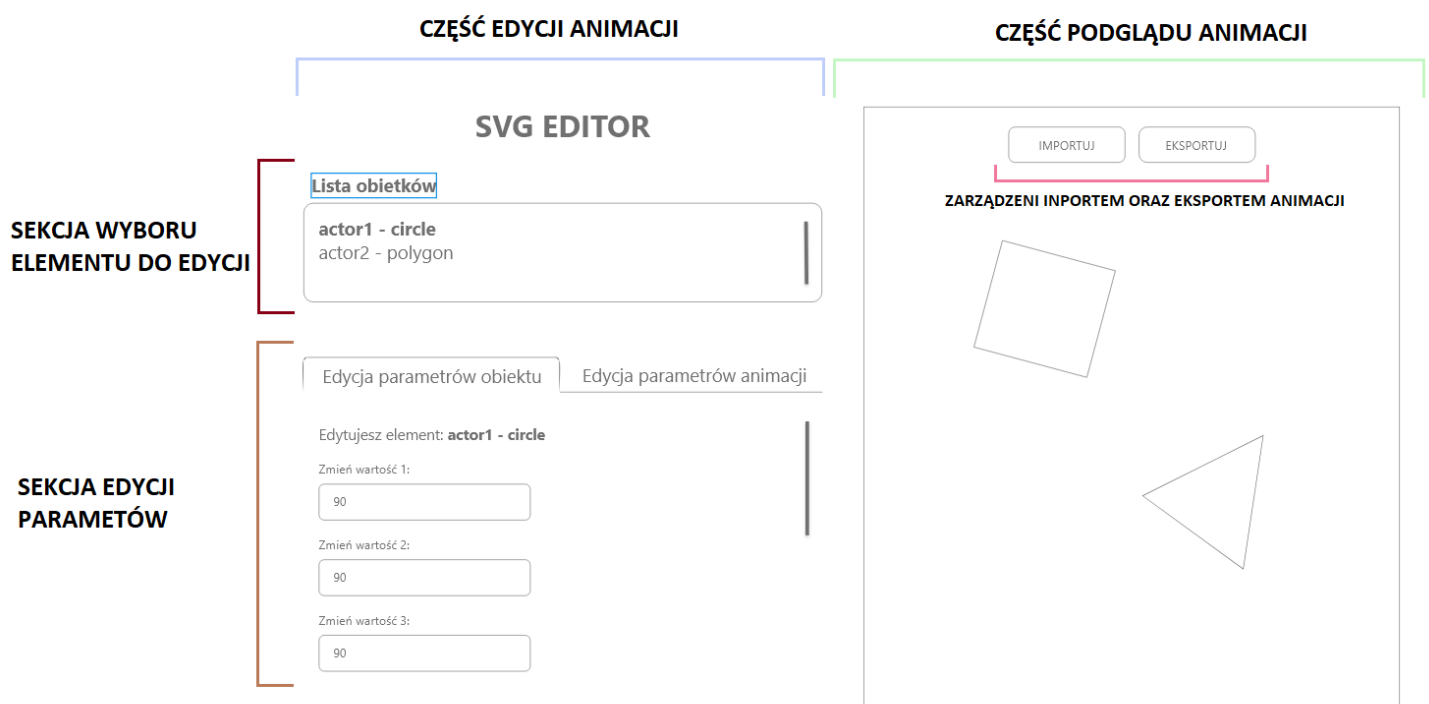 CZĘŚĆ EDYCJI ANIMACJI
CZĘŚĆ PODGLĄDU ANIMACJI
SVG EDITOR
IMPORTUJ
EKSPORTUJ
ZARZĄDZENI INPORTEM ORAZ EKSPORTEM ANIMACJI
SEKCJA WYBORU
ELEMENTU DO EDYCJI
Lista obietków
actor1 - circle
actor2 - polygon
Edycja parametrów obiektu
Edycja parametrów animacji
SEKCJA EDYCJI
PARAMETÓW
Edytujesz element: actor1 - circle
Zmień wartość 1:
90
Zmień wartość 2:
90
Zmień wartość 3:
90